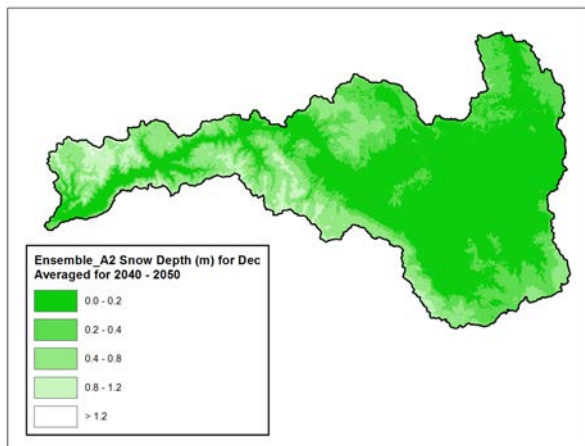 Ensemble_A2 Snow Depth (m) for Dec
Averaged for 2040 - 2050
0.0 - 0.2
0.2 - 0.4
0.4 - 0.8
0.8 - 1.2
> 1.2